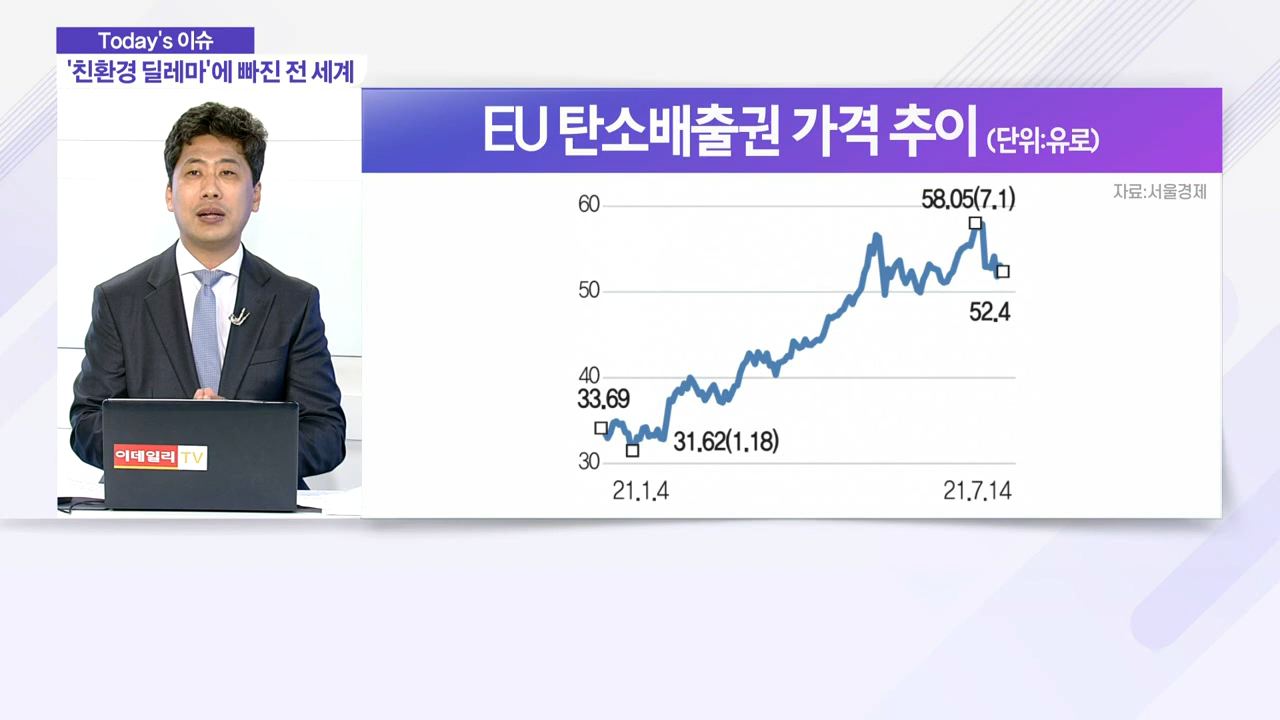 Today's 이슈
'친환경 딜레마'에 빠진 전 세계
EU 탄소배출권 가격 추이 (단위:유로)
자료:서울경제
60
58.05(7.1)
50
52.4
40
33.69
31.62(1.18)
30
21.1.4
21.7.14
이데일리 TV